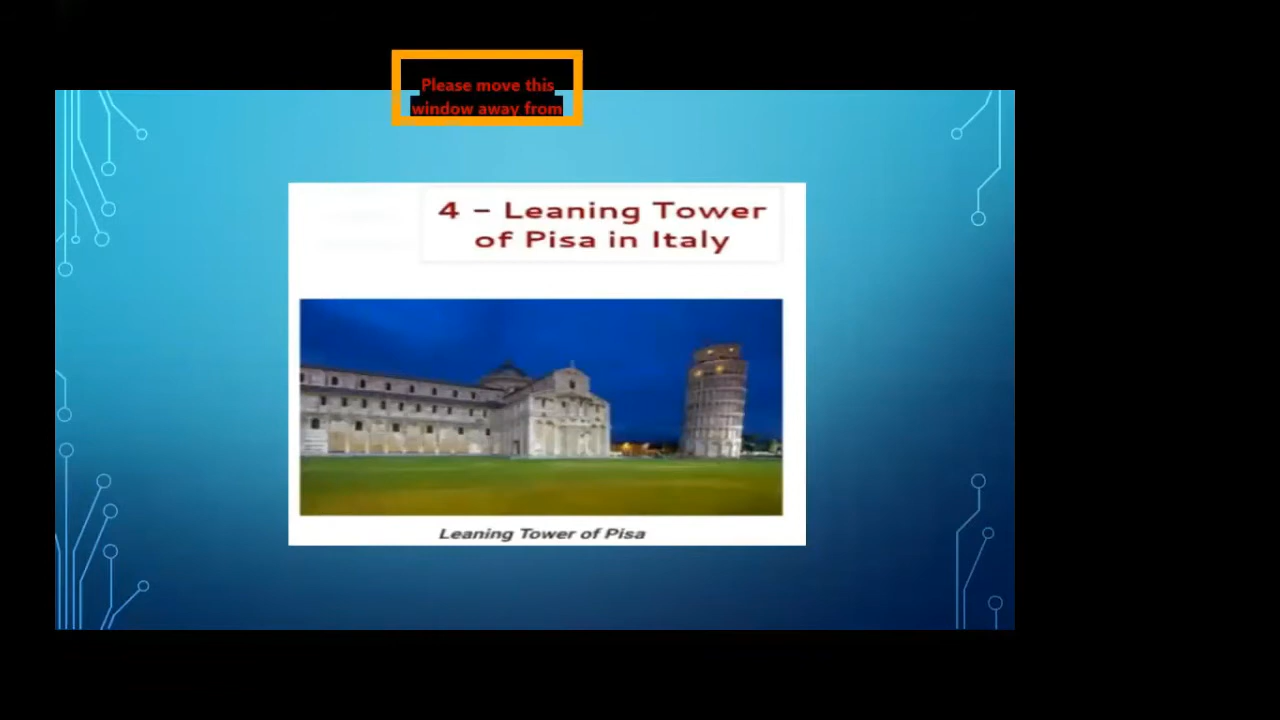 Please move this
window away from
4 - Leaning Tower
of Pisa in Italy
Leaning Tower of Pisa